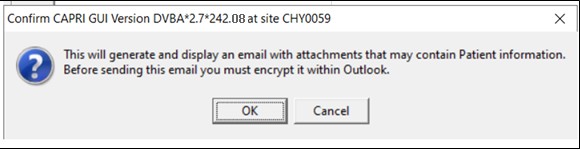 Confirm CAPRI GUI Version DVBA*2.7*242.08 at site CHY0059
This will generate and display an email with attachments that may contain Patient information.
Before sending this email you must encrypt it within Outlook.
OK Cancel